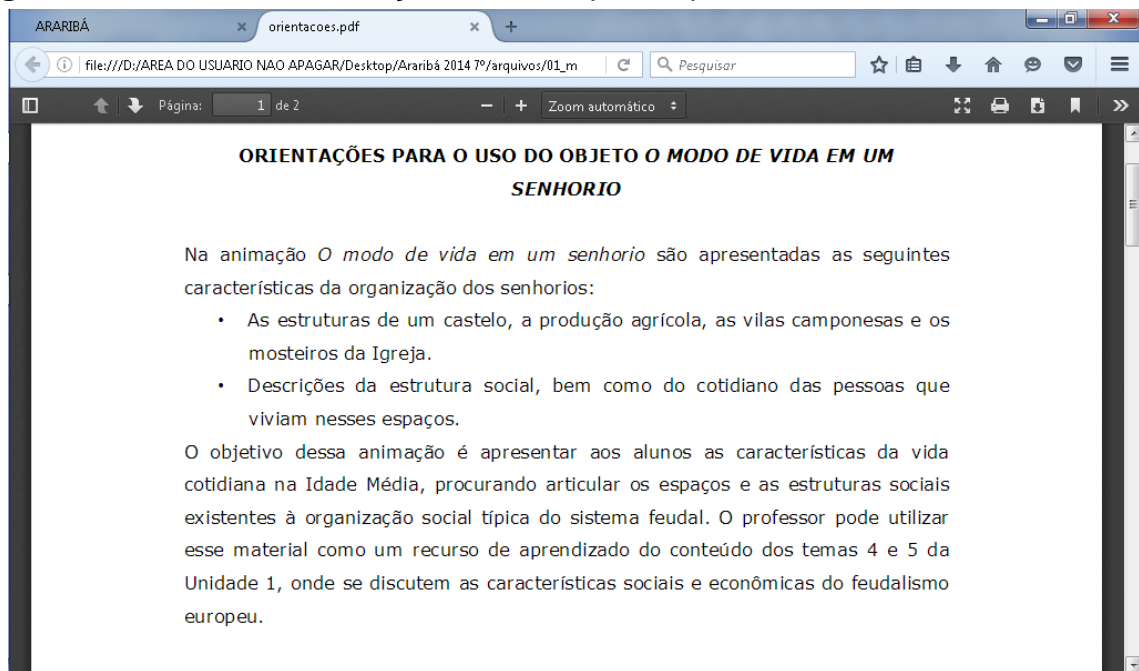 ARARIBÁ
orientacoes.pdf
file:///D:/AREA DO USUARIO NAO APAGAR/Desktop/Araribá 2014 7º/arquivos/01_m
Pesquisar
Página: 1 de 2
Zoom automático
ORIENTAÇÕES PARA O USO DO OBJETO O MODO DE VIDA EM UM
SENHORIO
Na animação O modo de vida em um senhorio são apresentadas as seguintes
características da organização dos senhorios:
• As estruturas de um castelo, a produção agrícola, as vilas camponesas e os
mosteiros da Igreja.
• Descrições da estrutura social, bem como do cotidiano das pessoas que
viviam nesses espaços.
O objetivo dessa animação é apresentar aos alunos as características da vida
cotidiana na Idade Média, procurando articular os espaços e as estruturas sociais
existentes à organização social típica do sistema feudal. O professor pode utilizar
esse material como um recurso de aprendizado do conteúdo dos temas 4 e 5 da
Unidade 1, onde se discutem as características sociais e econômicas do feudalismo
europeu.